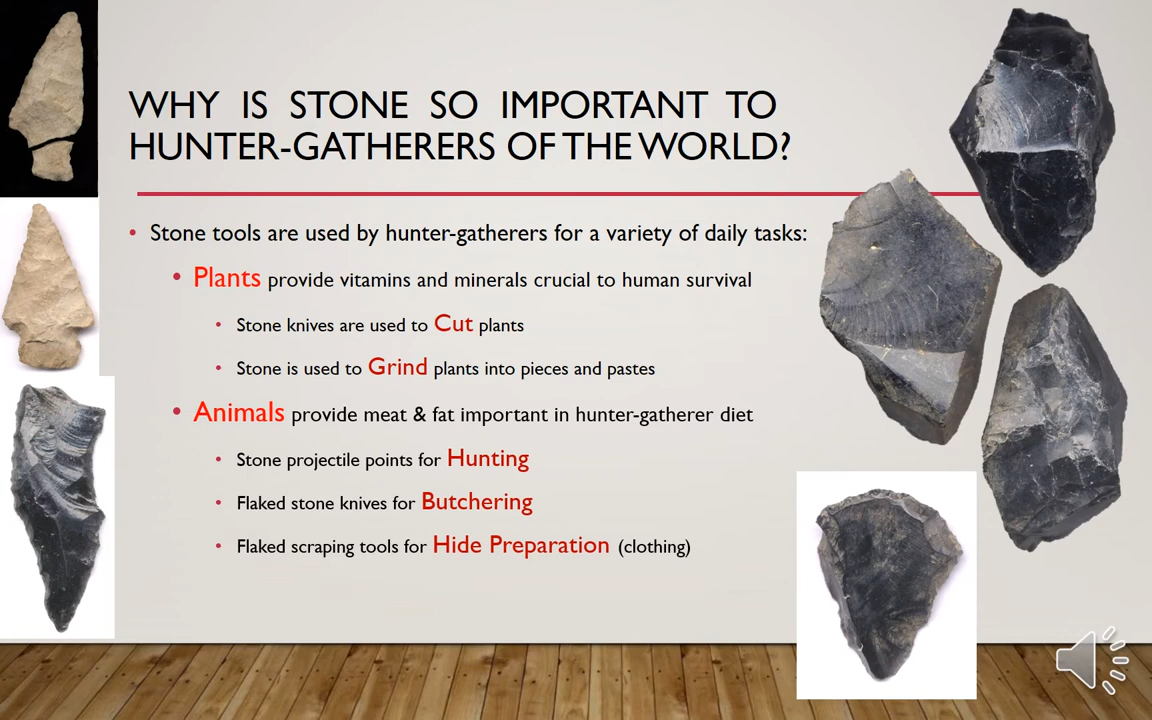 WHY IS STONE SO IMPORTANT TO
HUNTER-GATHERERS OF THE WORLD?
• Stone tools are used by hunter-gatherers for a variety of daily tasks:
• Plants provide vitamins and minerals crucial to human survival
• Stone knives are used to Cut plants
• Stone is used to Grind plants into pieces and pastes
• Animals provide meat & fat important in hunter-gatherer diet
• Stone projectile points for Hunting
• Flaked stone knives for Butchering
• Flaked scraping tools for Hide Preparation (clothing)